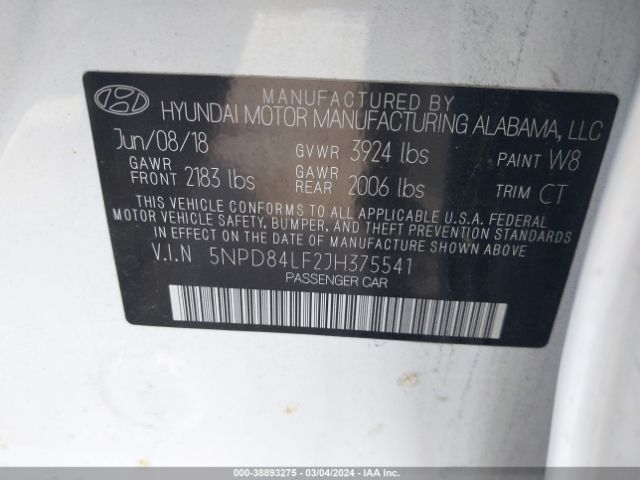 MANUFACTURED BY
HYUNDAI MOTOR MANUFACTURING ALABAMA, LLC
Jun/08/18 GVWR 3924 lbs PAINT W8
GAWR FRONT 2183 lbs GAWR REAR 2006 lbs TRIM CT
THIS VEHICLE CONFORMS TO ALL APPLICABLE U.S.A. FEDERAL
MOTOR VEHICLE SAFETY, BUMPER, AND THEFT PREVENTION STANDARDS
IN EFFECT ON THE DATE OF MANUFACTURE SHOWN ABOVE.
V.I.N 5NPD84LF2JH375541
PASSENGER CAR
000-38893275 - 03/04/2024 - IAA Inc.